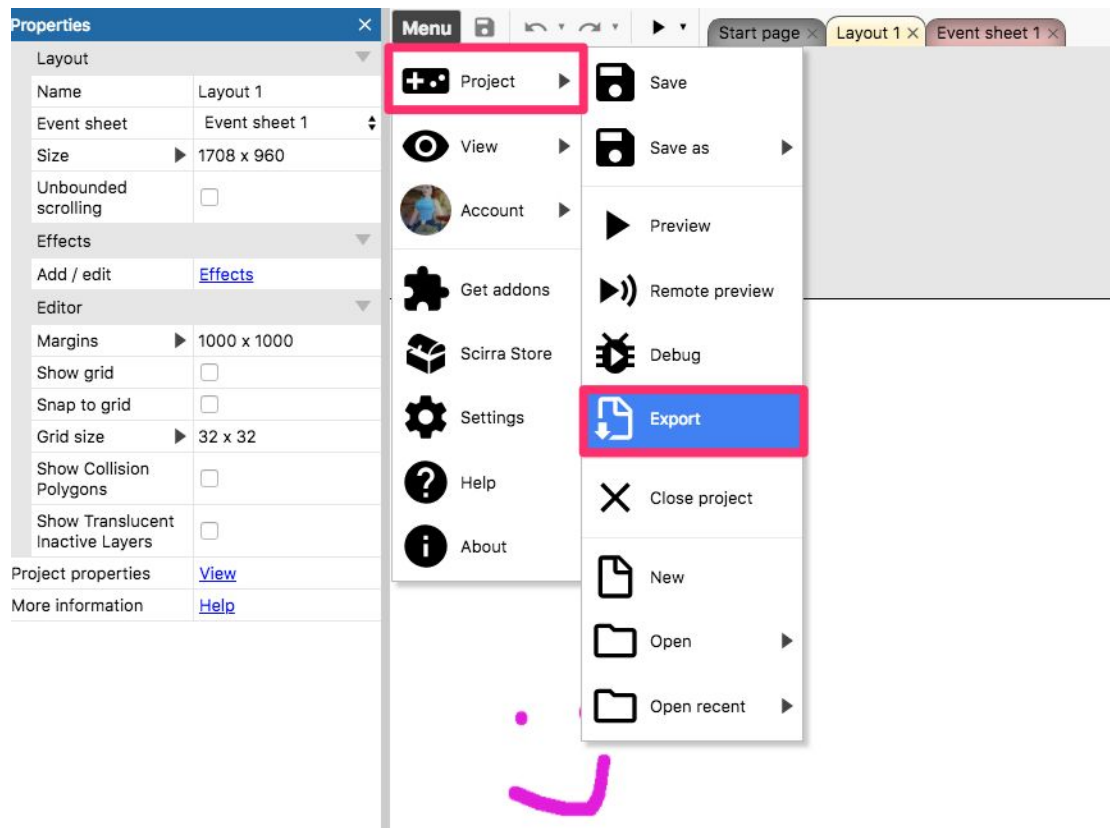 Properties
Layout
Name Layout 1
Event sheet Event sheet 1
Size 1708 x 960
Unbounded
scrolling
Effects
Add / edit Effects
Editor
Margins 1000 x 1000
Show grid
Snap to grid
Grid size 32 x 32
Show Collision
Polygons
Show Translucent
Inactive Layers
Project properties View
More information Help
Menu
Start page
Layout 1
Event sheet 1
Project
View
Account
Get addons
Scirra Store
Settings
Help
About
Save
Save as
Preview
Remote preview
Debug
Export
Close project
New
Open
Open recent